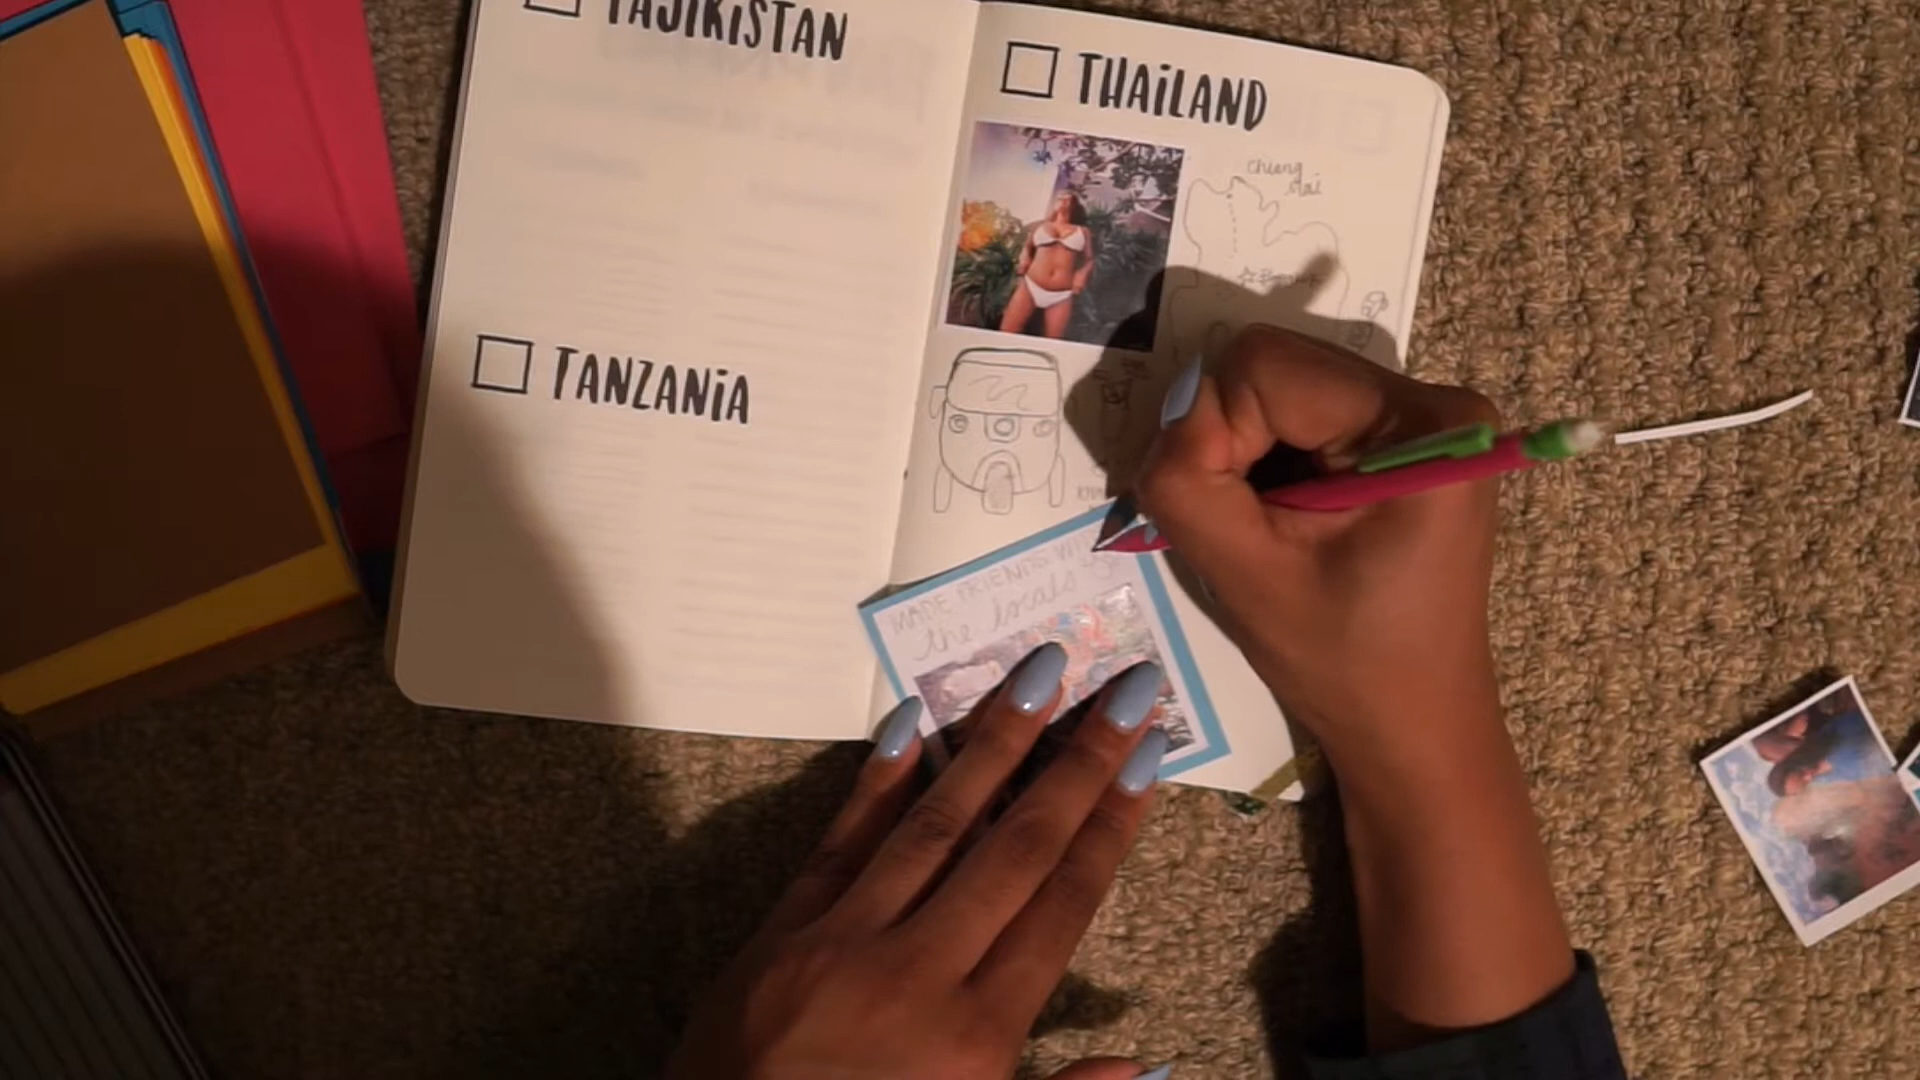 TAJiKiSTAN
TANZANiA
THAiLAND
Chiang
Mai
MADE FRIENDS WITH
the locals